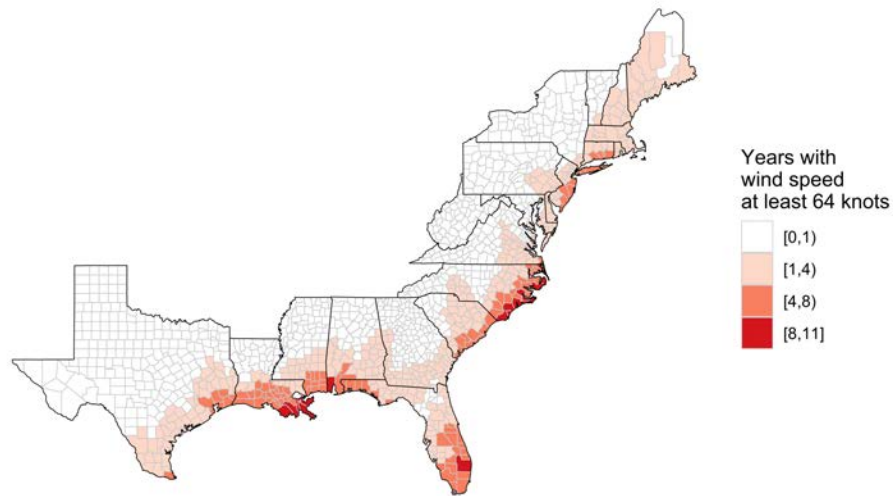 Years with
wind speed
at least 64 knots
[0,1)
[1,4)
[4,8)
[8,11]